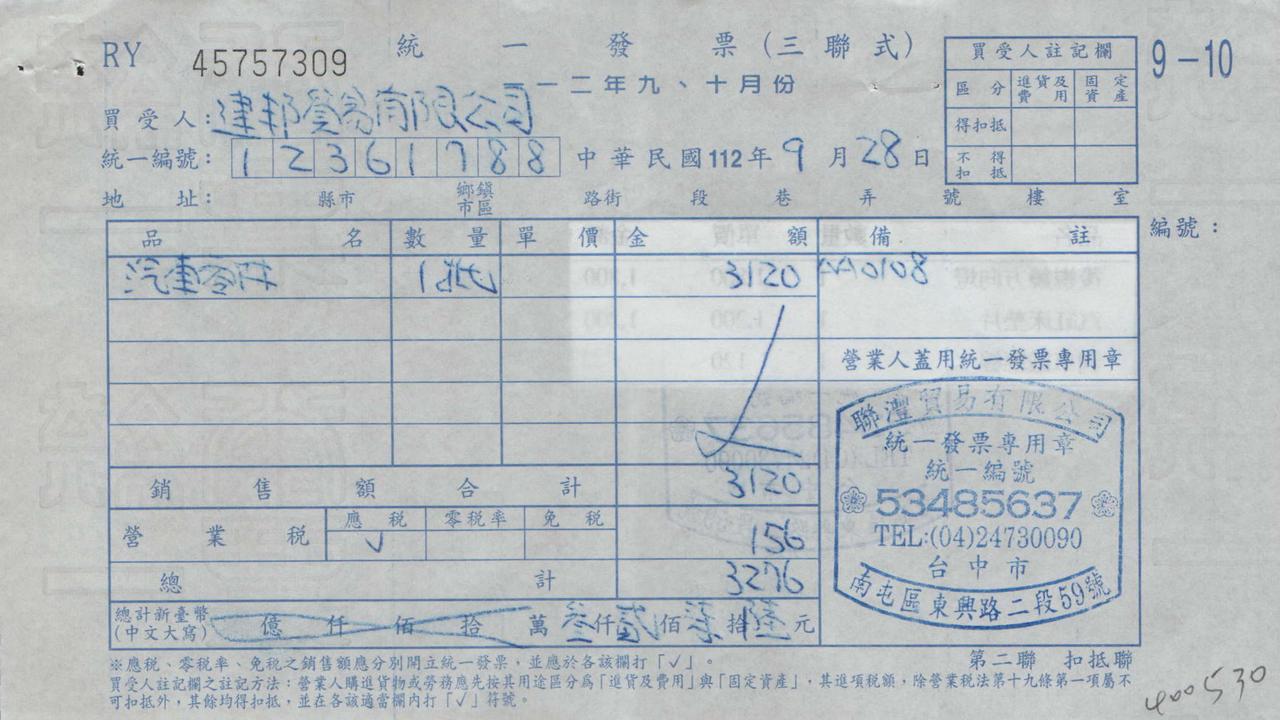 RY 45757309 統一發票(三聯式) 9-10
一一二年九、十月份
買受人註記欄
區分 進貨及費用 固定資產
得扣抵
不得扣抵
買受人:建邦貿易有限公司
統一編號:12361788 中華民國112年9月28日
地址: 縣市 鄉鎮市區 路街 段 巷 弄 號 樓 室
品名 數量 單價 金額 備註 編號:
汽車零件 1批 3120 AA0108
營業人蓋用統一發票專用章
銷售額合計 3120
營業稅 應稅 零稅率 免稅
√ 156
總計 3276
總計新臺幣
(中文大寫) 億仟佰拾萬叁仟貳佰柒拾陸元
聯灃貿易有限公司
統一發票專用章
統一編號
53485637
TEL:(04)24730090
台中市
南屯區東興路二段59號
※應稅、零稅率、免稅之銷售額應分別開立統一發票,並應於各該欄打「√」。
第二聯 扣抵聯
買受人註記欄之註記方法:營業人購進貨物或勞務應先按其用途區分為「進貨及費用」與「固定資產」,其進項稅額,除營業稅法第十九條第一項屬不
可扣抵外,其餘均得扣抵,並在各該適當欄內打「√」符號。
400530